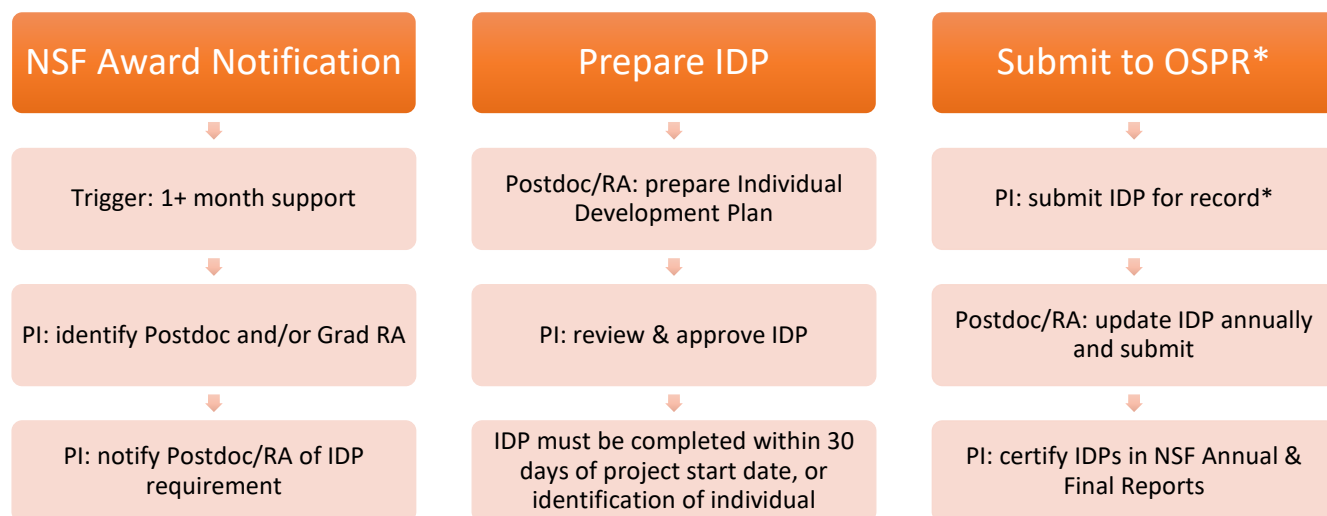 NSF Award Notification
Trigger: 1+ month support
PI: identify Postdoc and/or Grad RA
PI: notify Postdoc/RA of IDP
requirement
Prepare IDP
Postdoc/RA: prepare Individual
Development Plan
PI: review & approve IDP
IDP must be completed within 30
days of project start date, or
identification of individual
Submit to OSPR*
PI: submit IDP for record*
Postdoc/RA: update IDP annually
and submit
PI: certify IDPs in NSF Annual &
Final Reports